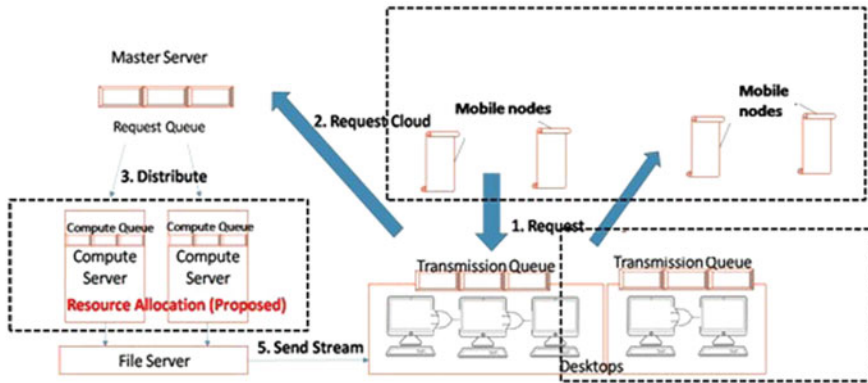 Master Server
Request Queue
2. Request Cloud
Mobile nodes
Mobile
nodes
3. Distribute
1. Request
Compute Queue
Compute Queue
Compute
Server
Compute
Server
Resource Allocation (Proposed)
Transmission Queue
Transmission Queue
File Server
5. Send Stream
Desktops